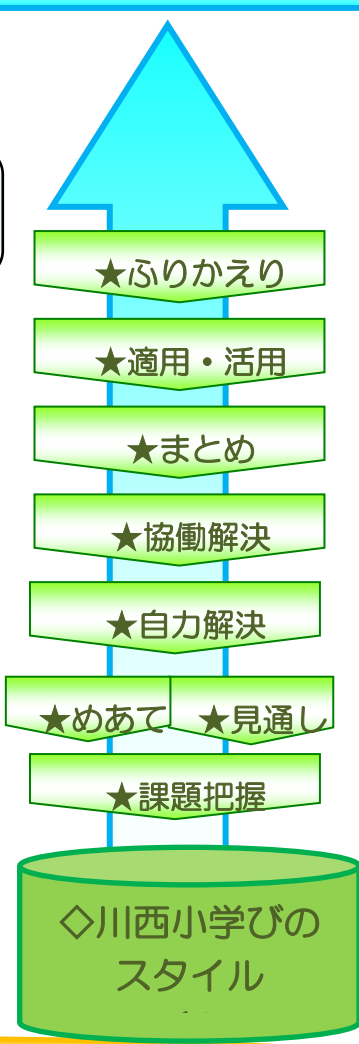 ★ふりかえり
★適用・活用
★まとめ
★協働解決
★自力解決
★めあて ★見通し
★課題把握
◇川西小学びの
スタイル